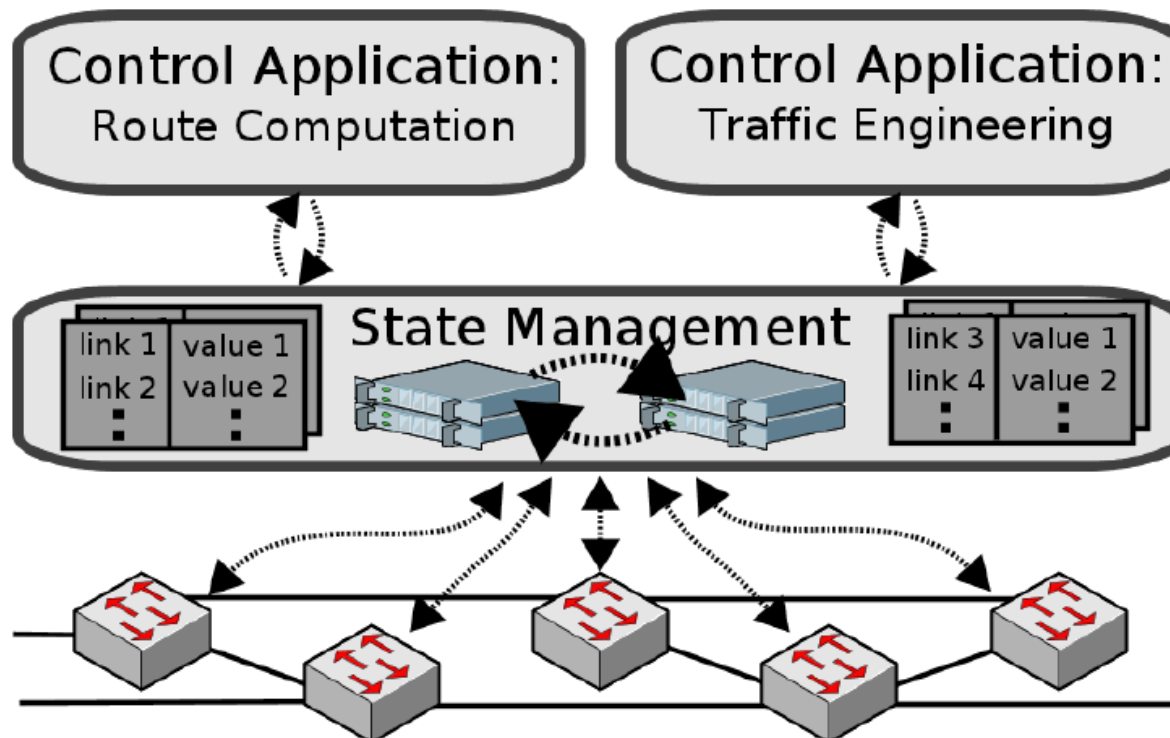 Control Application:
Route Computation
Control Application:
Traffic Engineering
State Management
link 1 value 1
link 2 value 2
link 3 value 1
link 4 value 2